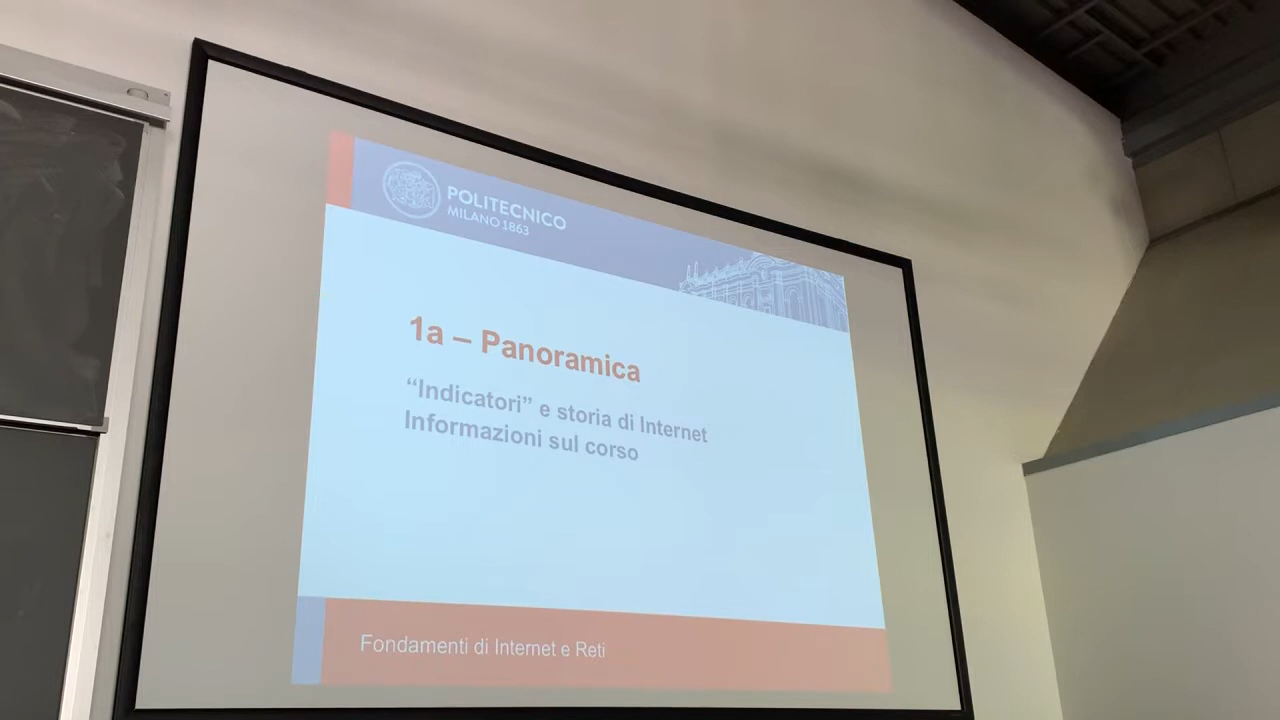 POLITECNICO
MILANO 1863
1a – Panoramica
“Indicatori” e storia di Internet
Informazioni sul corso
Fondamenti di Internet e Reti